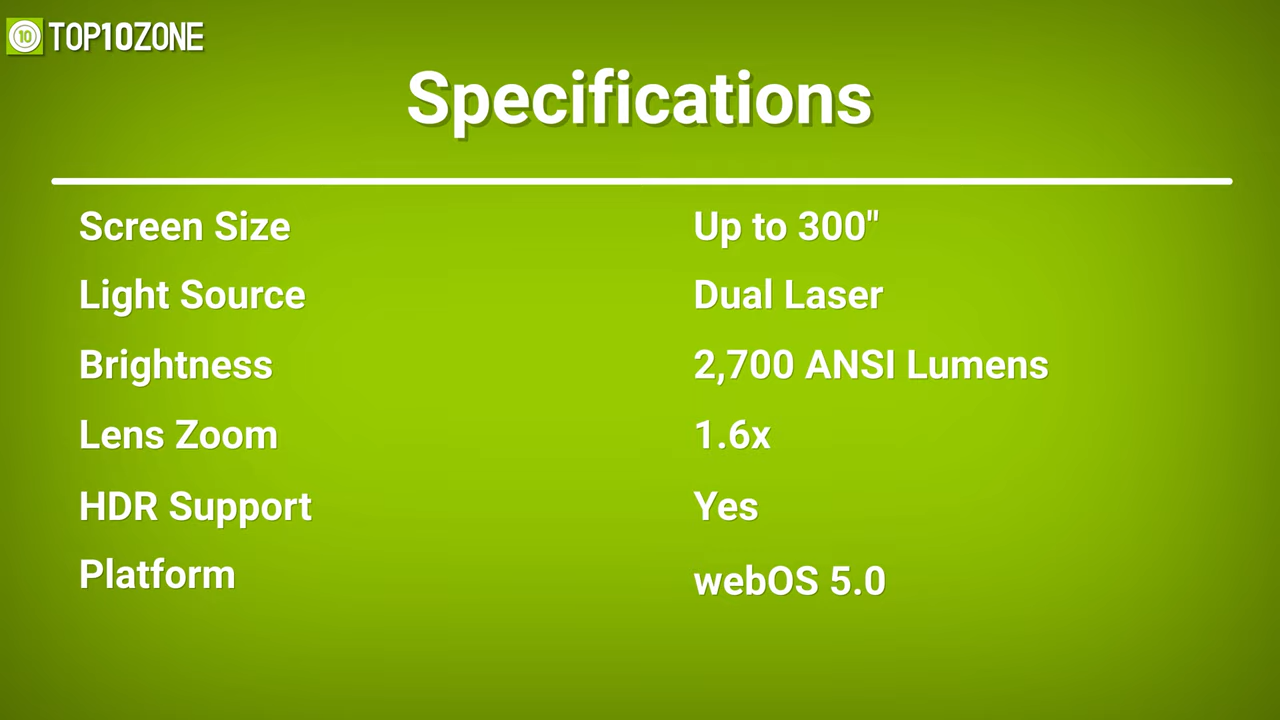 10 TOP10ZONE
Specifications
Screen Size Up to 300"
Light Source Dual Laser
Brightness 2,700 ANSI Lumens
Lens Zoom 1.6x
HDR Support Yes
Platform webOS 5.0